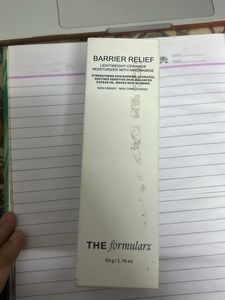 BARRIER RELIEF
LIGHTWEIGHT CERAMIDE
MOISTURIZER WITH NIACINAMIDE
STRENGTHENS SKIN BARRIER, HYDRATES,
SOOTHES SENSITIVE SKIN, BALANCES
EXCESS OIL, MAKES SKIN GLOWING
NON GREASY - NON COMEDOGENIC
THE formularx
50 g l 1.76 oz